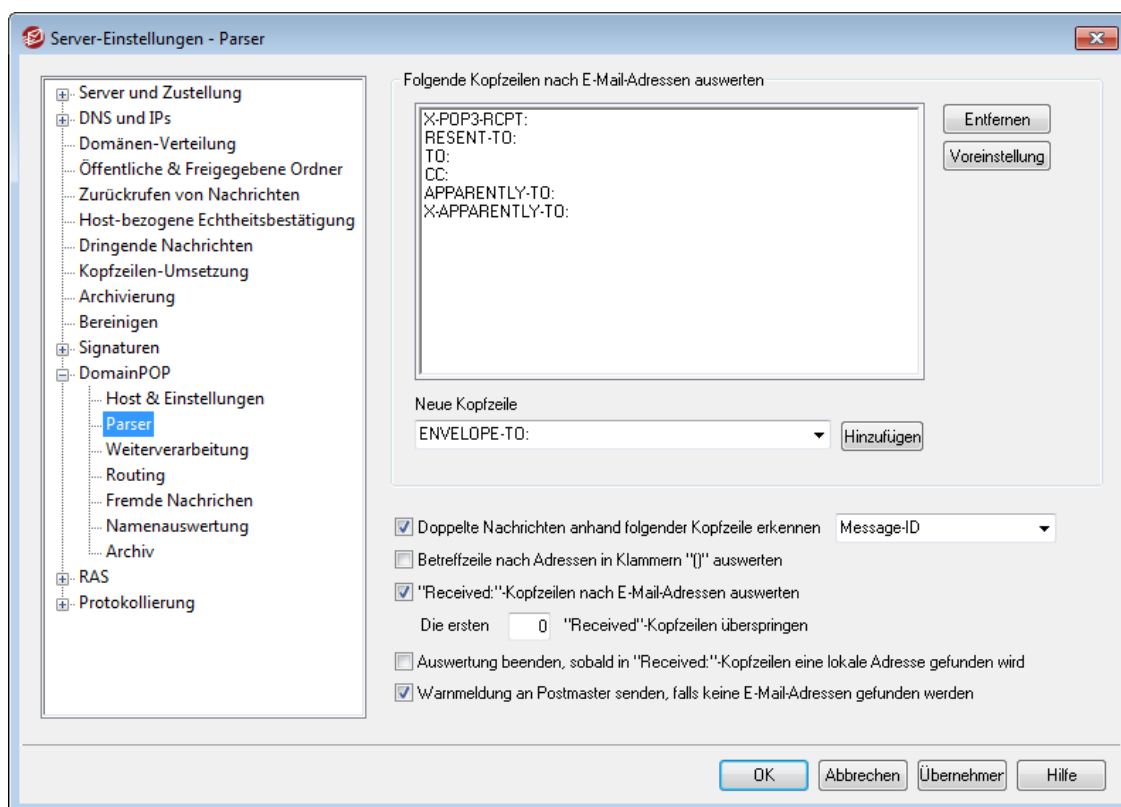 Server-Einstellungen - Parser
Server und Zustellung
DNS und IPs
Domänen-Verteilung
Öffentliche & Freigegebene Ordner
Zurückrufen von Nachrichten
Host-bezogene Echtheitsbestätigung
Dringende Nachrichten
Kopfzeilen-Umsetzung
Archivierung
Bereinigen
Signaturen
DomainPOP
Host & Einstellungen
Parser
Weiterverarbeitung
Routing
Fremde Nachrichen
Namenauswertung
Archiv
RAS
Protokollierung
Folgende Kopfzeilen nach E-Mail-Adressen auswerten
X-POP3-RCPT:
RESENT-TO:
TO:
CC:
APPARENTLY-TO:
X-APPARENTLY-TO:
Entfernen
Voreinstellung
Neue Kopfzeile
ENVELOPE-TO:
Hinzufügen
Doppelte Nachrichten anhand folgender Kopfzeile erkennen Message-ID
Betreffzeile nach Adressen in Klammern "()" auswerten
"Received:"-Kopfzeilen nach E-Mail-Adressen auswerten
Die ersten 0 "Received"-Kopfzeilen überspringen
Auswertung beenden, sobald in "Received:"-Kopfzeilen eine lokale Adresse gefunden wird
Warnmeldung an Postmaster senden, falls keine E-Mail-Adressen gefunden werden
OK Abbrechen Übernehmer Hilfe